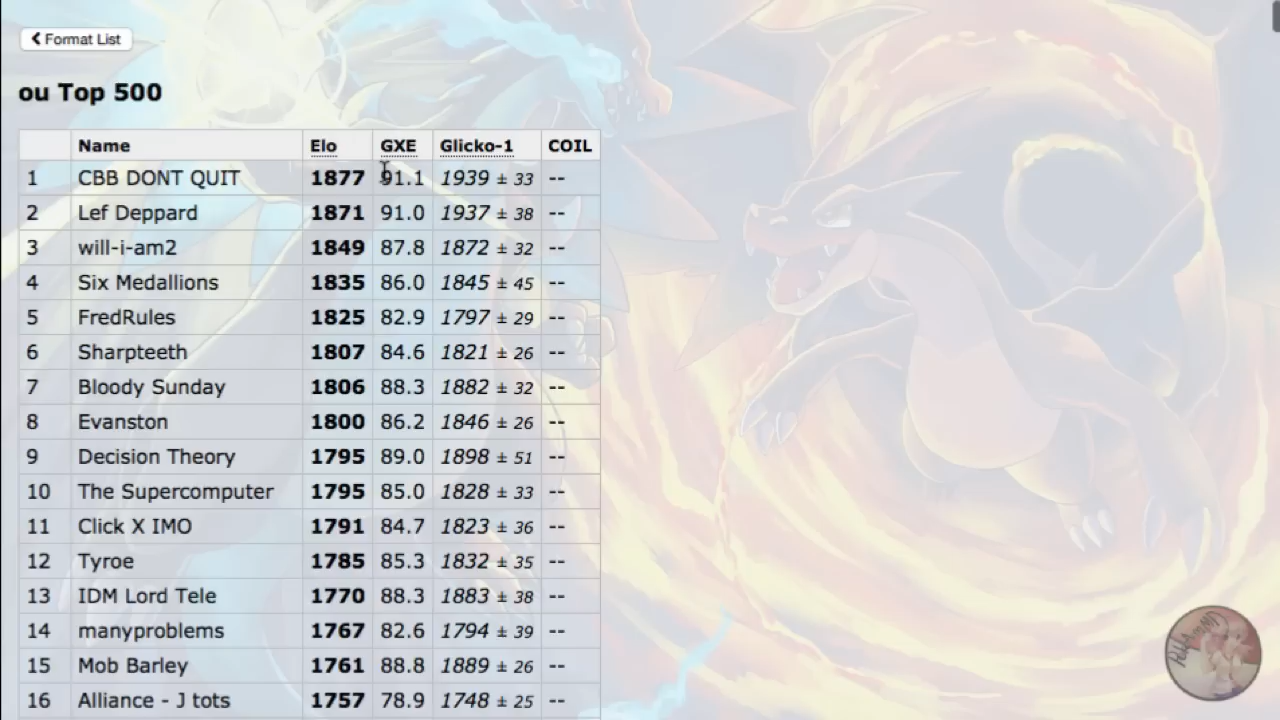 Format List
ou Top 500
Name Elo GXE Glicko-1 COIL
1 CBB DONT QUIT 1877 91.1 1939 ± 33 --
2 Lef Deppard 1871 91.0 1937 ± 38 --
3 will-i-am2 1849 87.8 1872 ± 32 --
4 Six Medallions 1835 86.0 1845 ± 45 --
5 FredRules 1825 82.9 1797 ± 29 --
6 Sharpteeth 1807 84.6 1821 ± 26 --
7 Bloody Sunday 1806 88.3 1882 ± 32 --
8 Evanston 1800 86.2 1846 ± 26 --
9 Decision Theory 1795 89.0 1898 ± 51 --
10 The Supercomputer 1795 85.0 1828 ± 33 --
11 Click X IMO 1791 84.7 1823 ± 36 --
12 Tyroe 1785 85.3 1832 ± 35 --
13 IDM Lord Tele 1770 88.3 1883 ± 38 --
14 manyproblems 1767 82.6 1794 ± 39 --
15 Mob Barley 1761 88.8 1889 ± 26 --
16 Alliance - J tots 1757 78.9 1748 ± 25 --